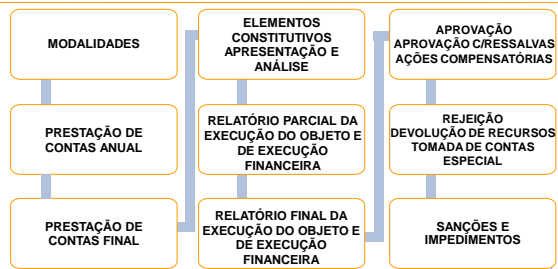 MODALIDADES
PRESTAÇÃO DE
CONTAS ANUAL
PRESTAÇÃO DE
CONTAS FINAL
ELEMENTOS
CONSTITUTIVOS
APRESENTAÇÃO E
ANÁLISE
RELATÓRIO PARCIAL DA
EXECUÇÃO DO OBJETO E
DE EXECUÇÃO
FINANCEIRA
RELATÓRIO FINAL DA
EXECUÇÃO DO OBJETO E
DE EXECUÇÃO
FINANCEIRA
APROVAÇÃO
APROVAÇÃO C/RESSALVAS
AÇÕES COMPENSATÓRIAS
REJEIÇÃO
DEVOLUÇÃO DE RECURSOS
TOMADA DE CONTAS
ESPECIAL
SANÇÕES E
IMPEDIMENTOS